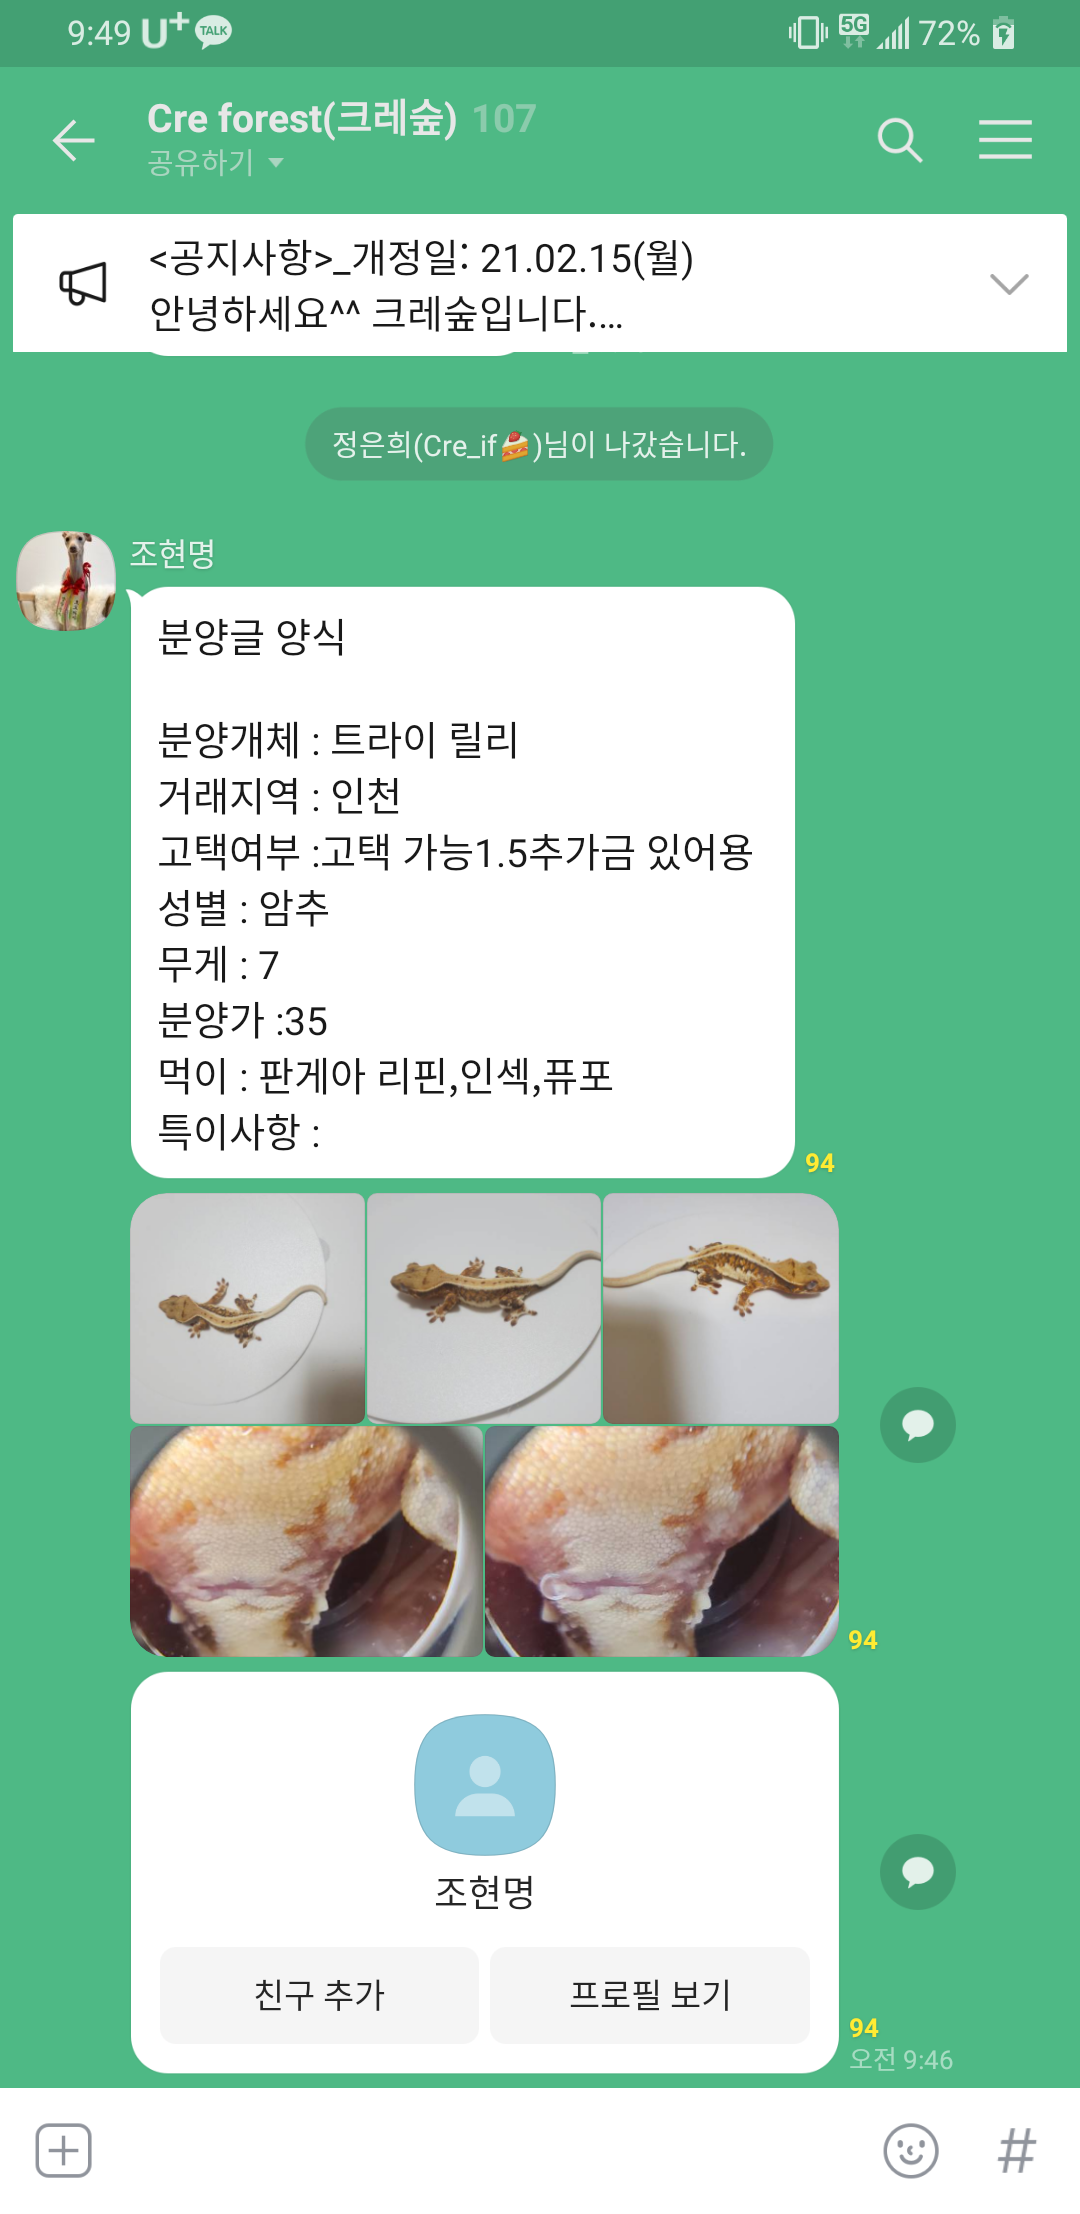 9:49 U+ TALK 5G 72%
Cre forest(크레숲) 107
공유하기
<공지사항>_개정일: 21.02.15(월)
안녕하세요^^ 크레숲입니다....
정은희(Cre_if🍰)님이 나갔습니다.
조현명
분양글 양식
분양개체 : 트라이 릴리
거래지역 : 인천
고택여부 :고택 가능1.5추가금 있어용
성별 : 암추
무게 : 7
분양가 :35
먹이 : 판게아 리핀,인섹,퓨포
특이사항 :
94
94
조현명
친구 추가 프로필 보기
94
오전 9:46
#